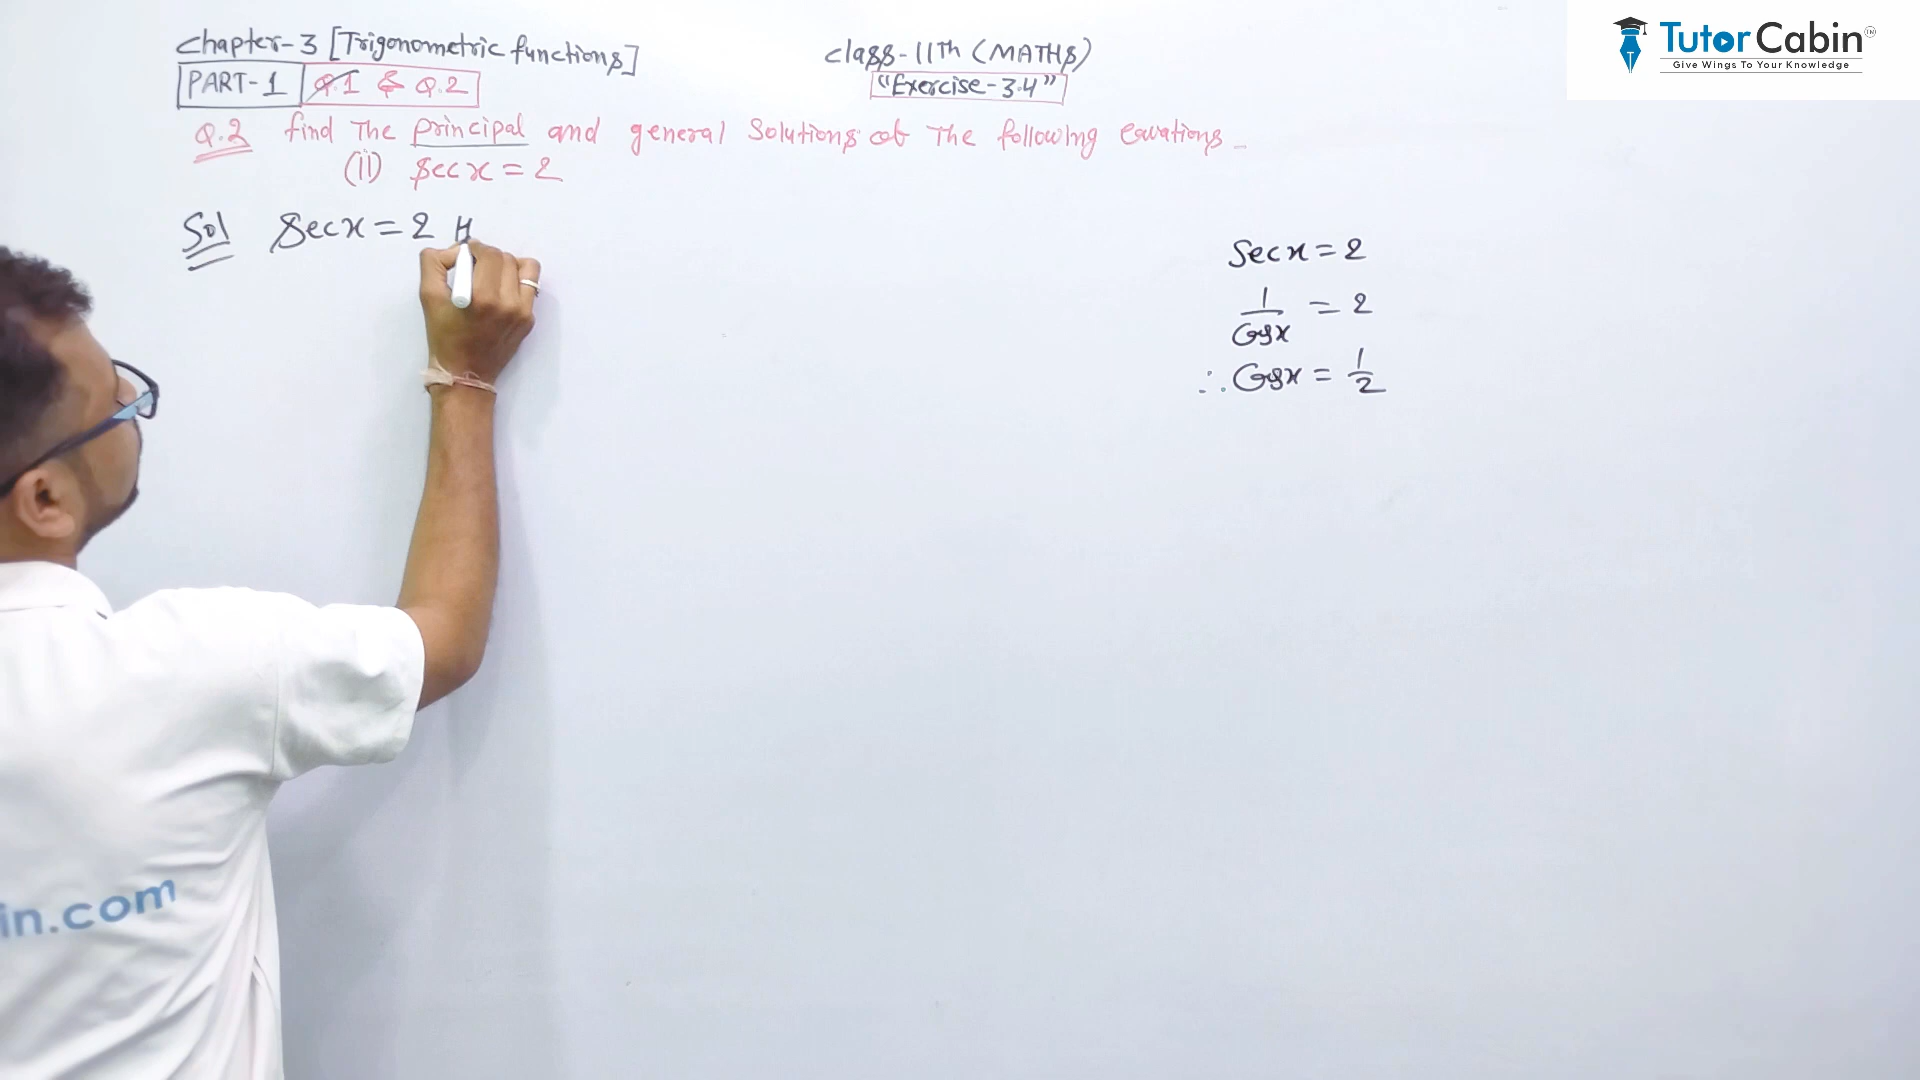 Chapter-3 [Trigonometric functions]
Class-11Th (MATHS)
PART-1 Q.1 & Q.2
"Exercise-3.4"
Q.2 find The principal and general Solutions of The following Equations
(ii) Secx = 2
Sol Secx = 2 H
Secx = 2
1/Cosx = 2
∴ Cosx = 1/2
Tutor Cabin
Give Wings To Your Knowledge
in.com